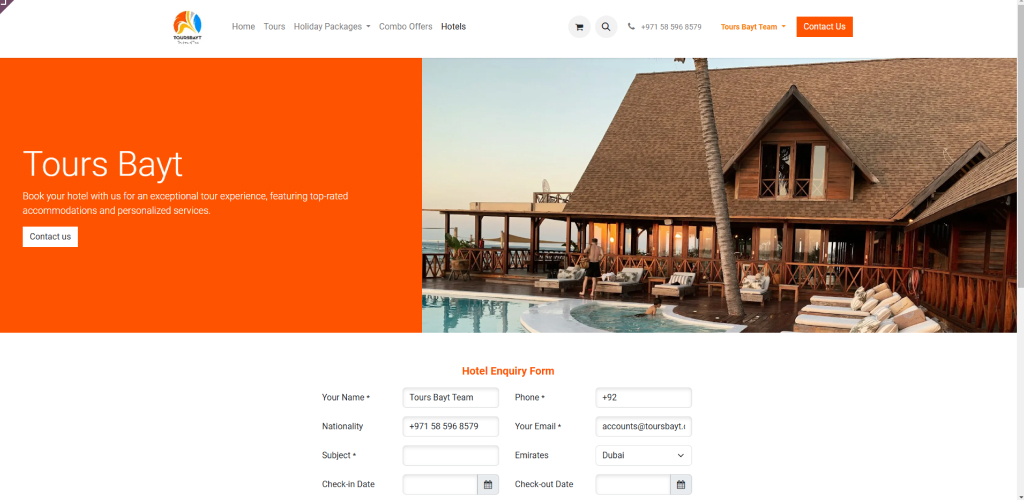 Home Tours Holiday Packages Combo Offers Hotels +971 58 596 8579 Tours Bayt Team Contact Us
TOURSBAYT
Tours Bayt
Book your hotel with us for an exceptional tour experience, featuring top-rated
accommodations and personalized services.
Contact us
Hotel Enquiry Form
Your Name * Tours Bayt Team Phone * +92
Nationality +971 58 596 8579 Your Email * accounts@toursbayt.
Subject * Emirates Dubai
Check-in Date Check-out Date